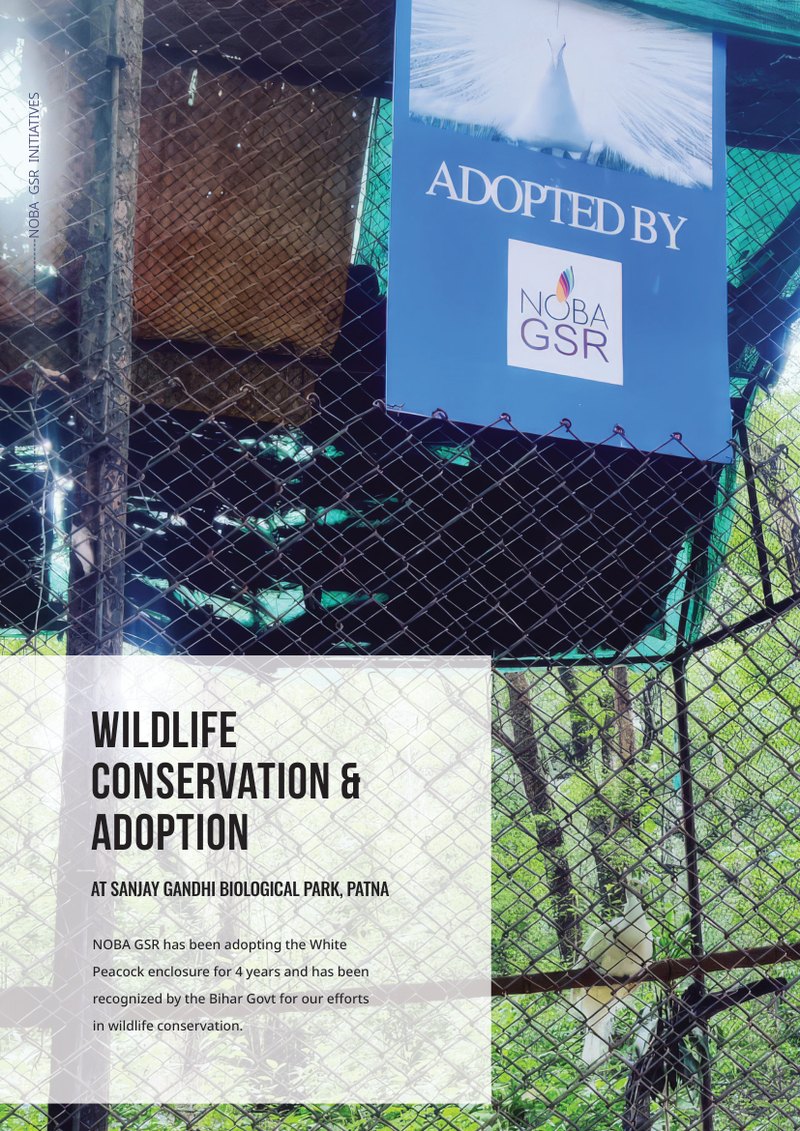 -------NOBA GSR INITIATIVES
ADOPTED BY
NOBA
GSR
WILDLIFE
CONSERVATION &
ADOPTION
AT SANJAY GANDHI BIOLOGICAL PARK, PATNA
NOBA GSR has been adopting the White
Peacock enclosure for 4 years and has been
recognized by the Bihar Govt for our efforts
in wildlife conservation.